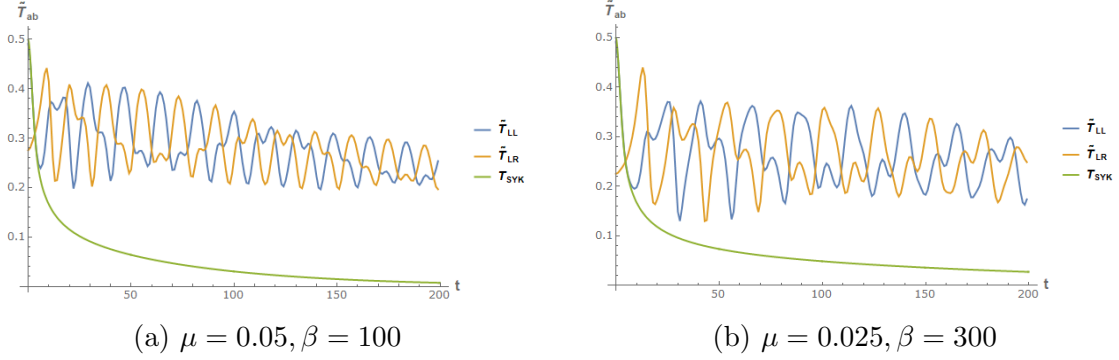 T̃ab
0.5
0.4
0.3
0.2
0.1
50
100
150
200
t
T̃LL
T̃LR
TSYK
(a) μ = 0.05, β = 100
T̃ab
0.5
0.4
0.3
0.2
0.1
50
100
150
200
t
T̃LL
T̃LR
TSYK
(b) μ = 0.025, β = 300